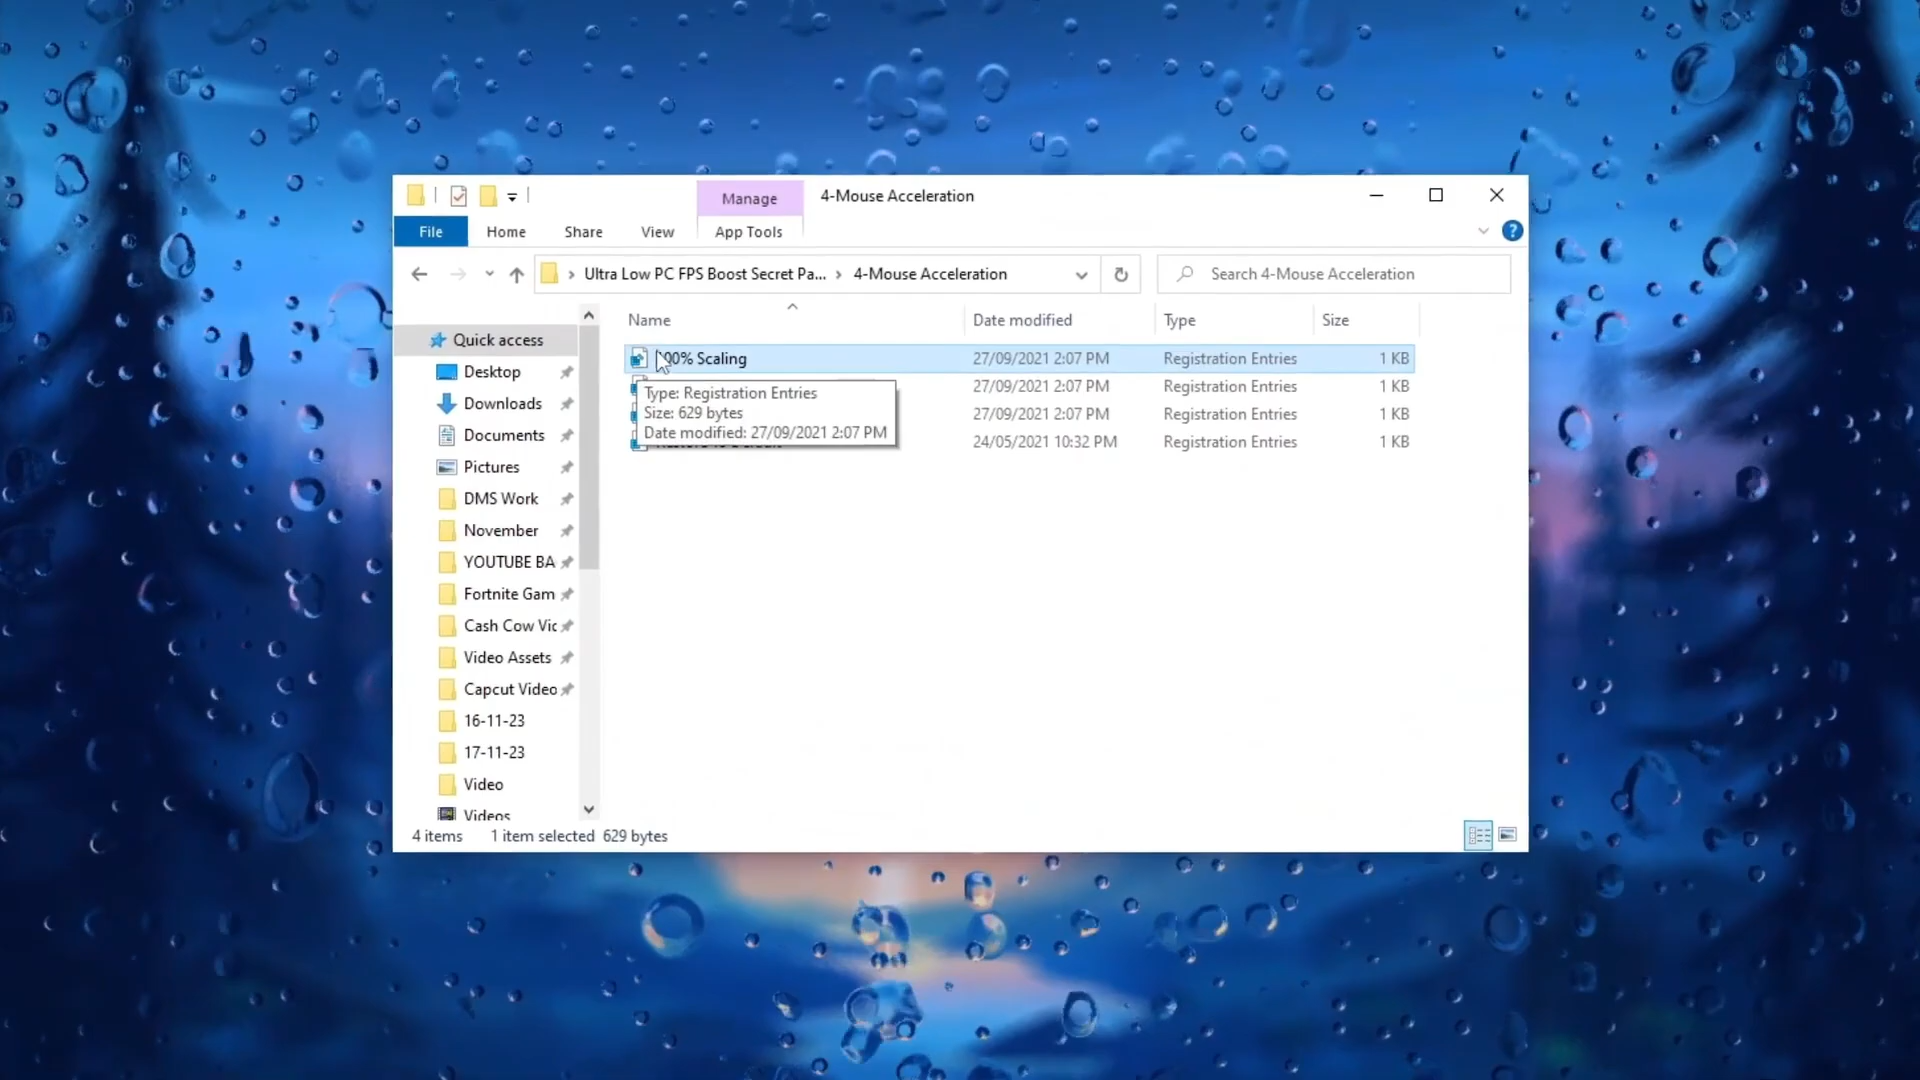 Manage
4-Mouse Acceleration
File
Home
Share
View
App Tools
Ultra Low PC FPS Boost Secret Pa...
4-Mouse Acceleration
Search 4-Mouse Acceleration
Name
Date modified
Type
Size
Quick access
Desktop
Downloads
Documents
Pictures
DMS Work
November
YOUTUBE BA
Fortnite Gam
Cash Cow Vic
Video Assets
Capcut Video
16-11-23
17-11-23
Video
Videos
00% Scaling 27/09/2021 2:07 PM Registration Entries 1 KB
27/09/2021 2:07 PM Registration Entries 1 KB
27/09/2021 2:07 PM Registration Entries 1 KB
24/05/2021 10:32 PM Registration Entries 1 KB
Type: Registration Entries
Size: 629 bytes
Date modified: 27/09/2021 2:07 PM
4 items 1 item selected 629 bytes